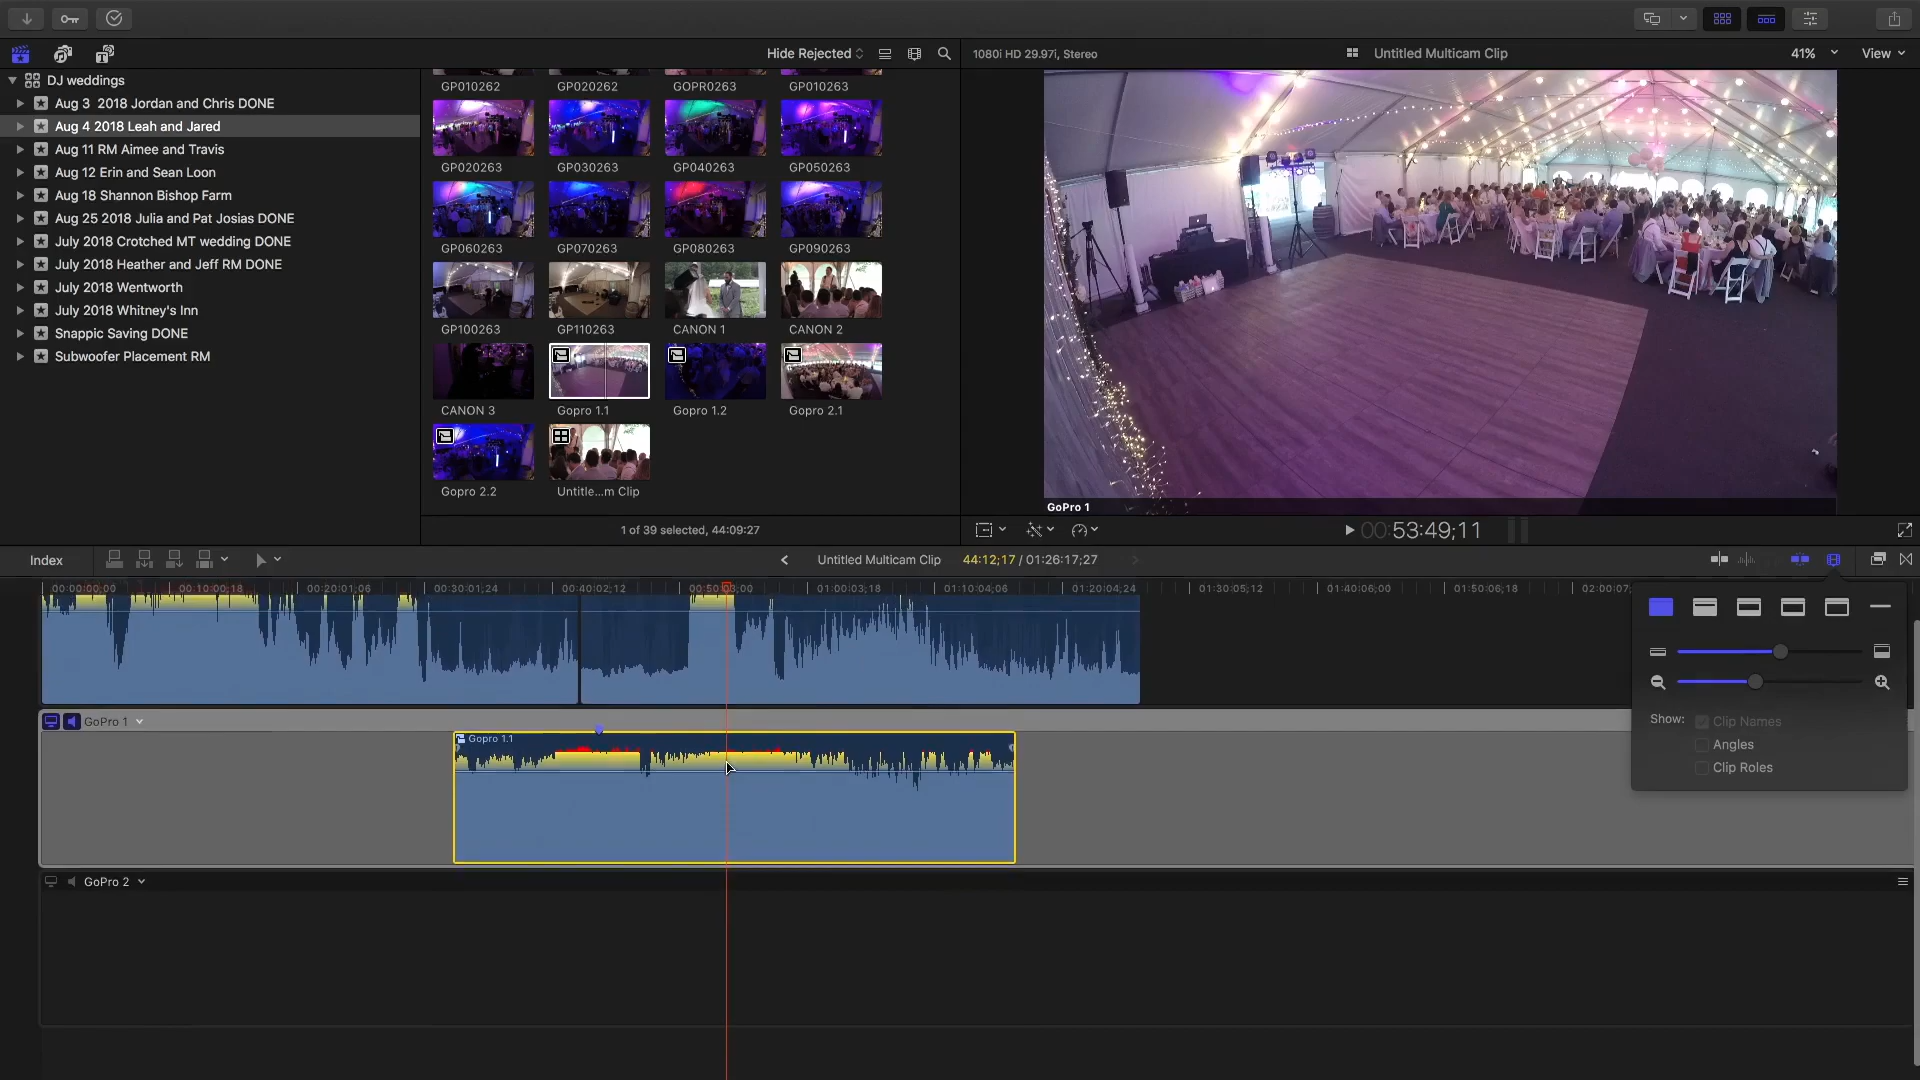 Hide Rejected
1080i HD 29.97i, Stereo
Untitled Multicam Clip
41%
View
DJ weddings
Aug 3 2018 Jordan and Chris DONE
Aug 4 2018 Leah and Jared
Aug 11 RM Aimee and Travis
Aug 12 Erin and Sean Loon
Aug 18 Shannon Bishop Farm
Aug 25 2018 Julia and Pat Josias DONE
July 2018 Crotched MT wedding DONE
July 2018 Heather and Jeff RM DONE
July 2018 Wentworth
July 2018 Whitney's Inn
Snappic Saving DONE
Subwoofer Placement RM
GP010262
GP020262
GOPR0263
GP010263
GP020263
GP030263
GP040263
GP050263
GP060263
GP070263
GP080263
GP090263
GP100263
GP110263
CANON 1
CANON 2
CANON 3
Gopro 1.1
Gopro 1.2
Gopro 2.1
Gopro 2.2
Untitle...m Clip
1 of 39 selected, 44:09:27
GoPro 1
00:53:49;11
Index
Untitled Multicam Clip
44:12;17 / 01:26:17;27
00:00:00;00
00:10:00;18
00:20:01;06
00:30:01;24
00:40:02;12
00:50:03;00
01:00:03;18
01:10:04;06
01:20:04;24
01:30:05;12
01:40:06;00
01:50:06;18
02:00:07;
GoPro 1
Gopro 1.1
GoPro 2
Show:
Clip Names
Angles
Clip Roles